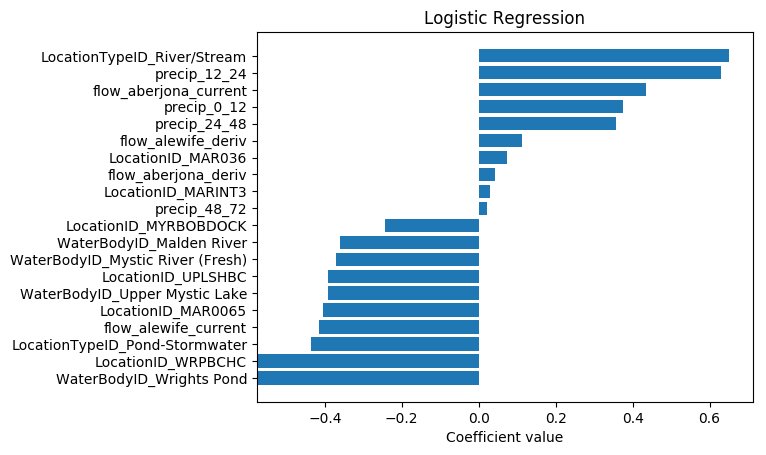 Logistic Regression
LocationTypeID_River/Stream
precip_12_24
flow_aberjona_current
precip_0_12
precip_24_48
flow_alewife_deriv
LocationID_MAR036
flow_aberjona_deriv
LocationID_MARINT3
precip_48_72
LocationID_MYRBOBDOCK
WaterBodyID_Malden River
WaterBodyID_Mystic River (Fresh)
LocationID_UPLSHBC
WaterBodyID_Upper Mystic Lake
LocationID_MAR0065
flow_alewife_current
LocationTypeID_Pond-Stormwater
LocationID_WRPBCHC
WaterBodyID_Wrights Pond
−0.4 −0.2 0.0 0.2 0.4 0.6
Coefficient value